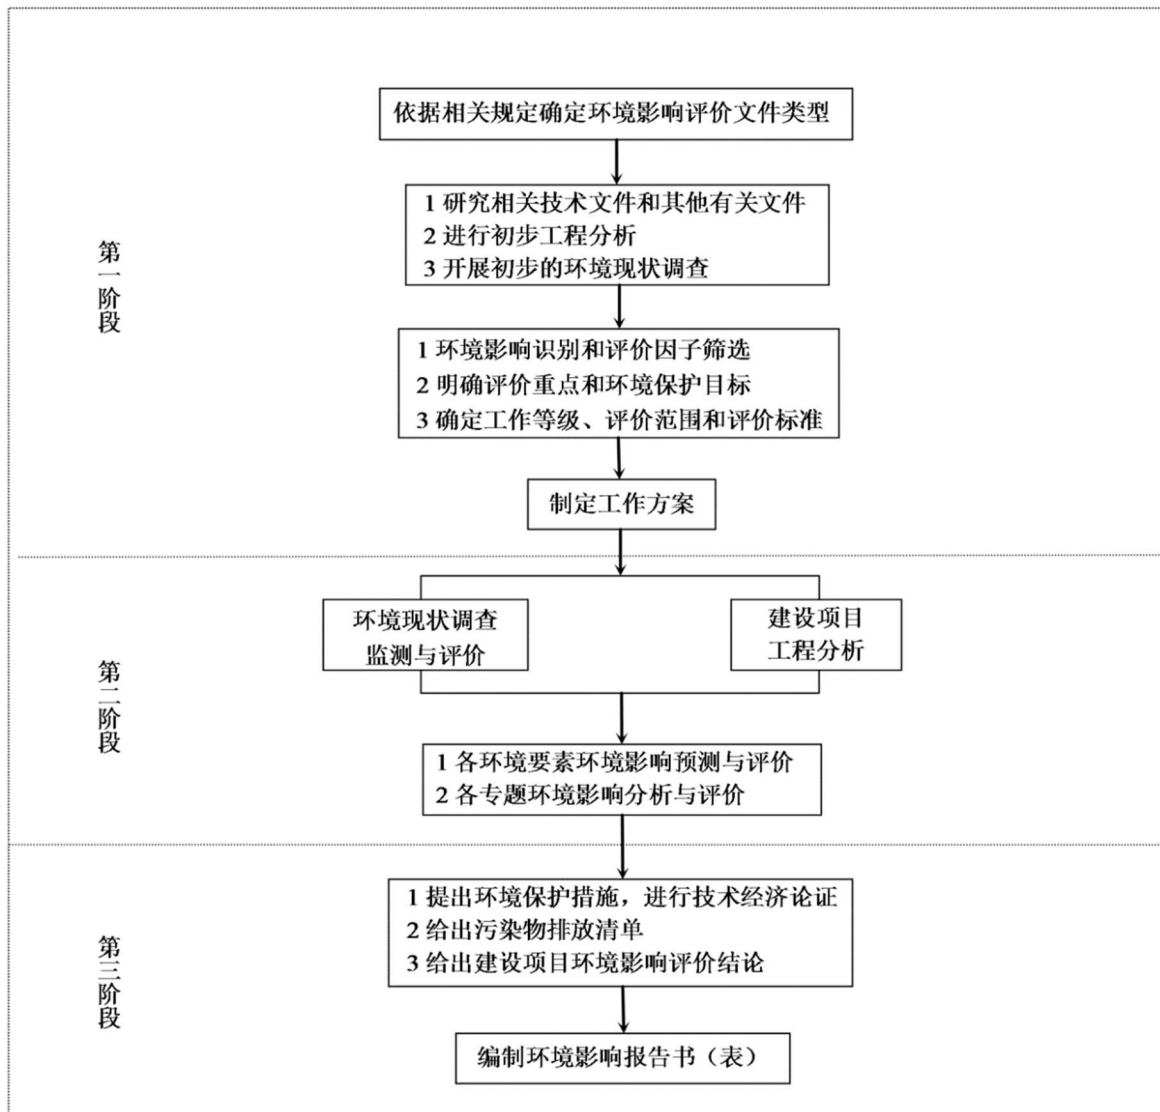 依据相关规定确定环境影响评价文件类型
1 研究相关技术文件和其他有关文件
2 进行初步工程分析
3 开展初步的环境现状调查
第一阶段
1 环境影响识别和评价因子筛选
2 明确评价重点和环境保护目标
3 确定工作等级、评价范围和评价标准
制定工作方案
环境现状调查
监测与评价
建设项目
工程分析
第二阶段
1 各环境要素环境影响预测与评价
2 各专题环境影响分析与评价
1 提出环境保护措施，进行技术经济论证
2 给出污染物排放清单
3 给出建设项目环境影响评价结论
第三阶段
编制环境影响报告书（表）